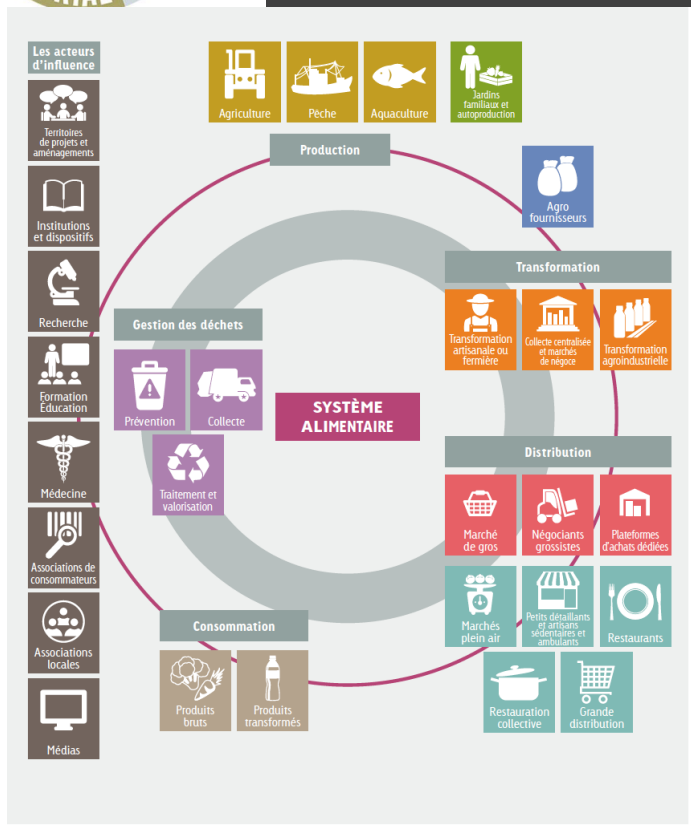 Les acteurs
d'influence
Territoires
de projets et
aménagements
Institutions
et dispositifs
Recherche
Formation
Éducation
Médecine
Associations de
consommateurs
Associations
locales
Médias
Agriculture
Pêche
Aquaculture
Jardins
familiaux et
autoproduction
Production
Agro
fournisseurs
Transformation
Transformation
artisanale ou
fermière
Collecte centralisée
et marchés
de négoce
Transformation
agroindustrielle
Gestion des déchets
Prévention
Collecte
Traitement et
valorisation
SYSTÈME
ALIMENTAIRE
Distribution
Marché
de gros
Négociants
grossistes
Plateformes
d'achats dédiées
Marchés
plein air
Petits détaillants
et artisans
sédentaires et
ambulants
Restaurants
Restauration
collective
Grande
distribution
Consommation
Produits
bruts
Produits
transformés